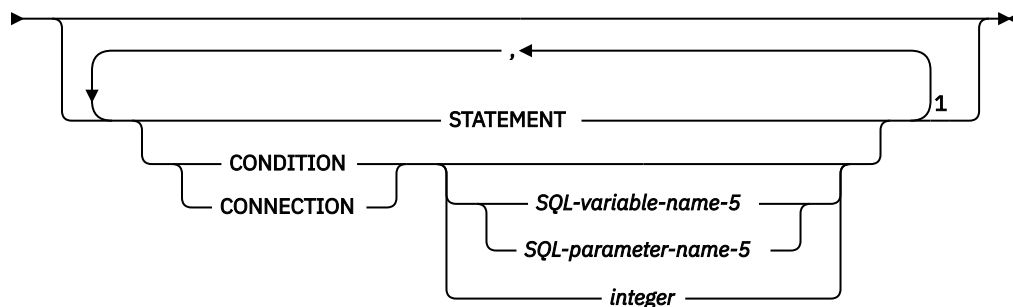 ,
STATEMENT
1
CONDITION
CONNECTION
SQL-variable-name-5
SQL-parameter-name-5
integer